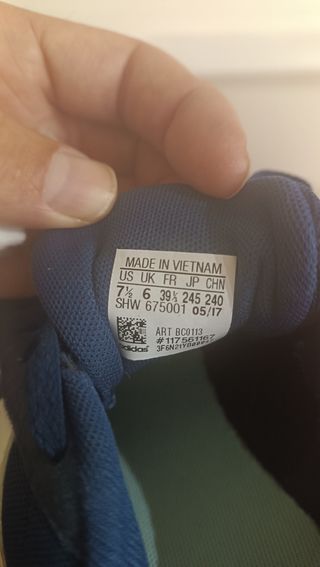 MADE IN VIETNAM
US UK FR JP CHN
7½ 6 39⅓ 245 240
SHW 675001 05/17
ART BC0113
#117561167
adidas